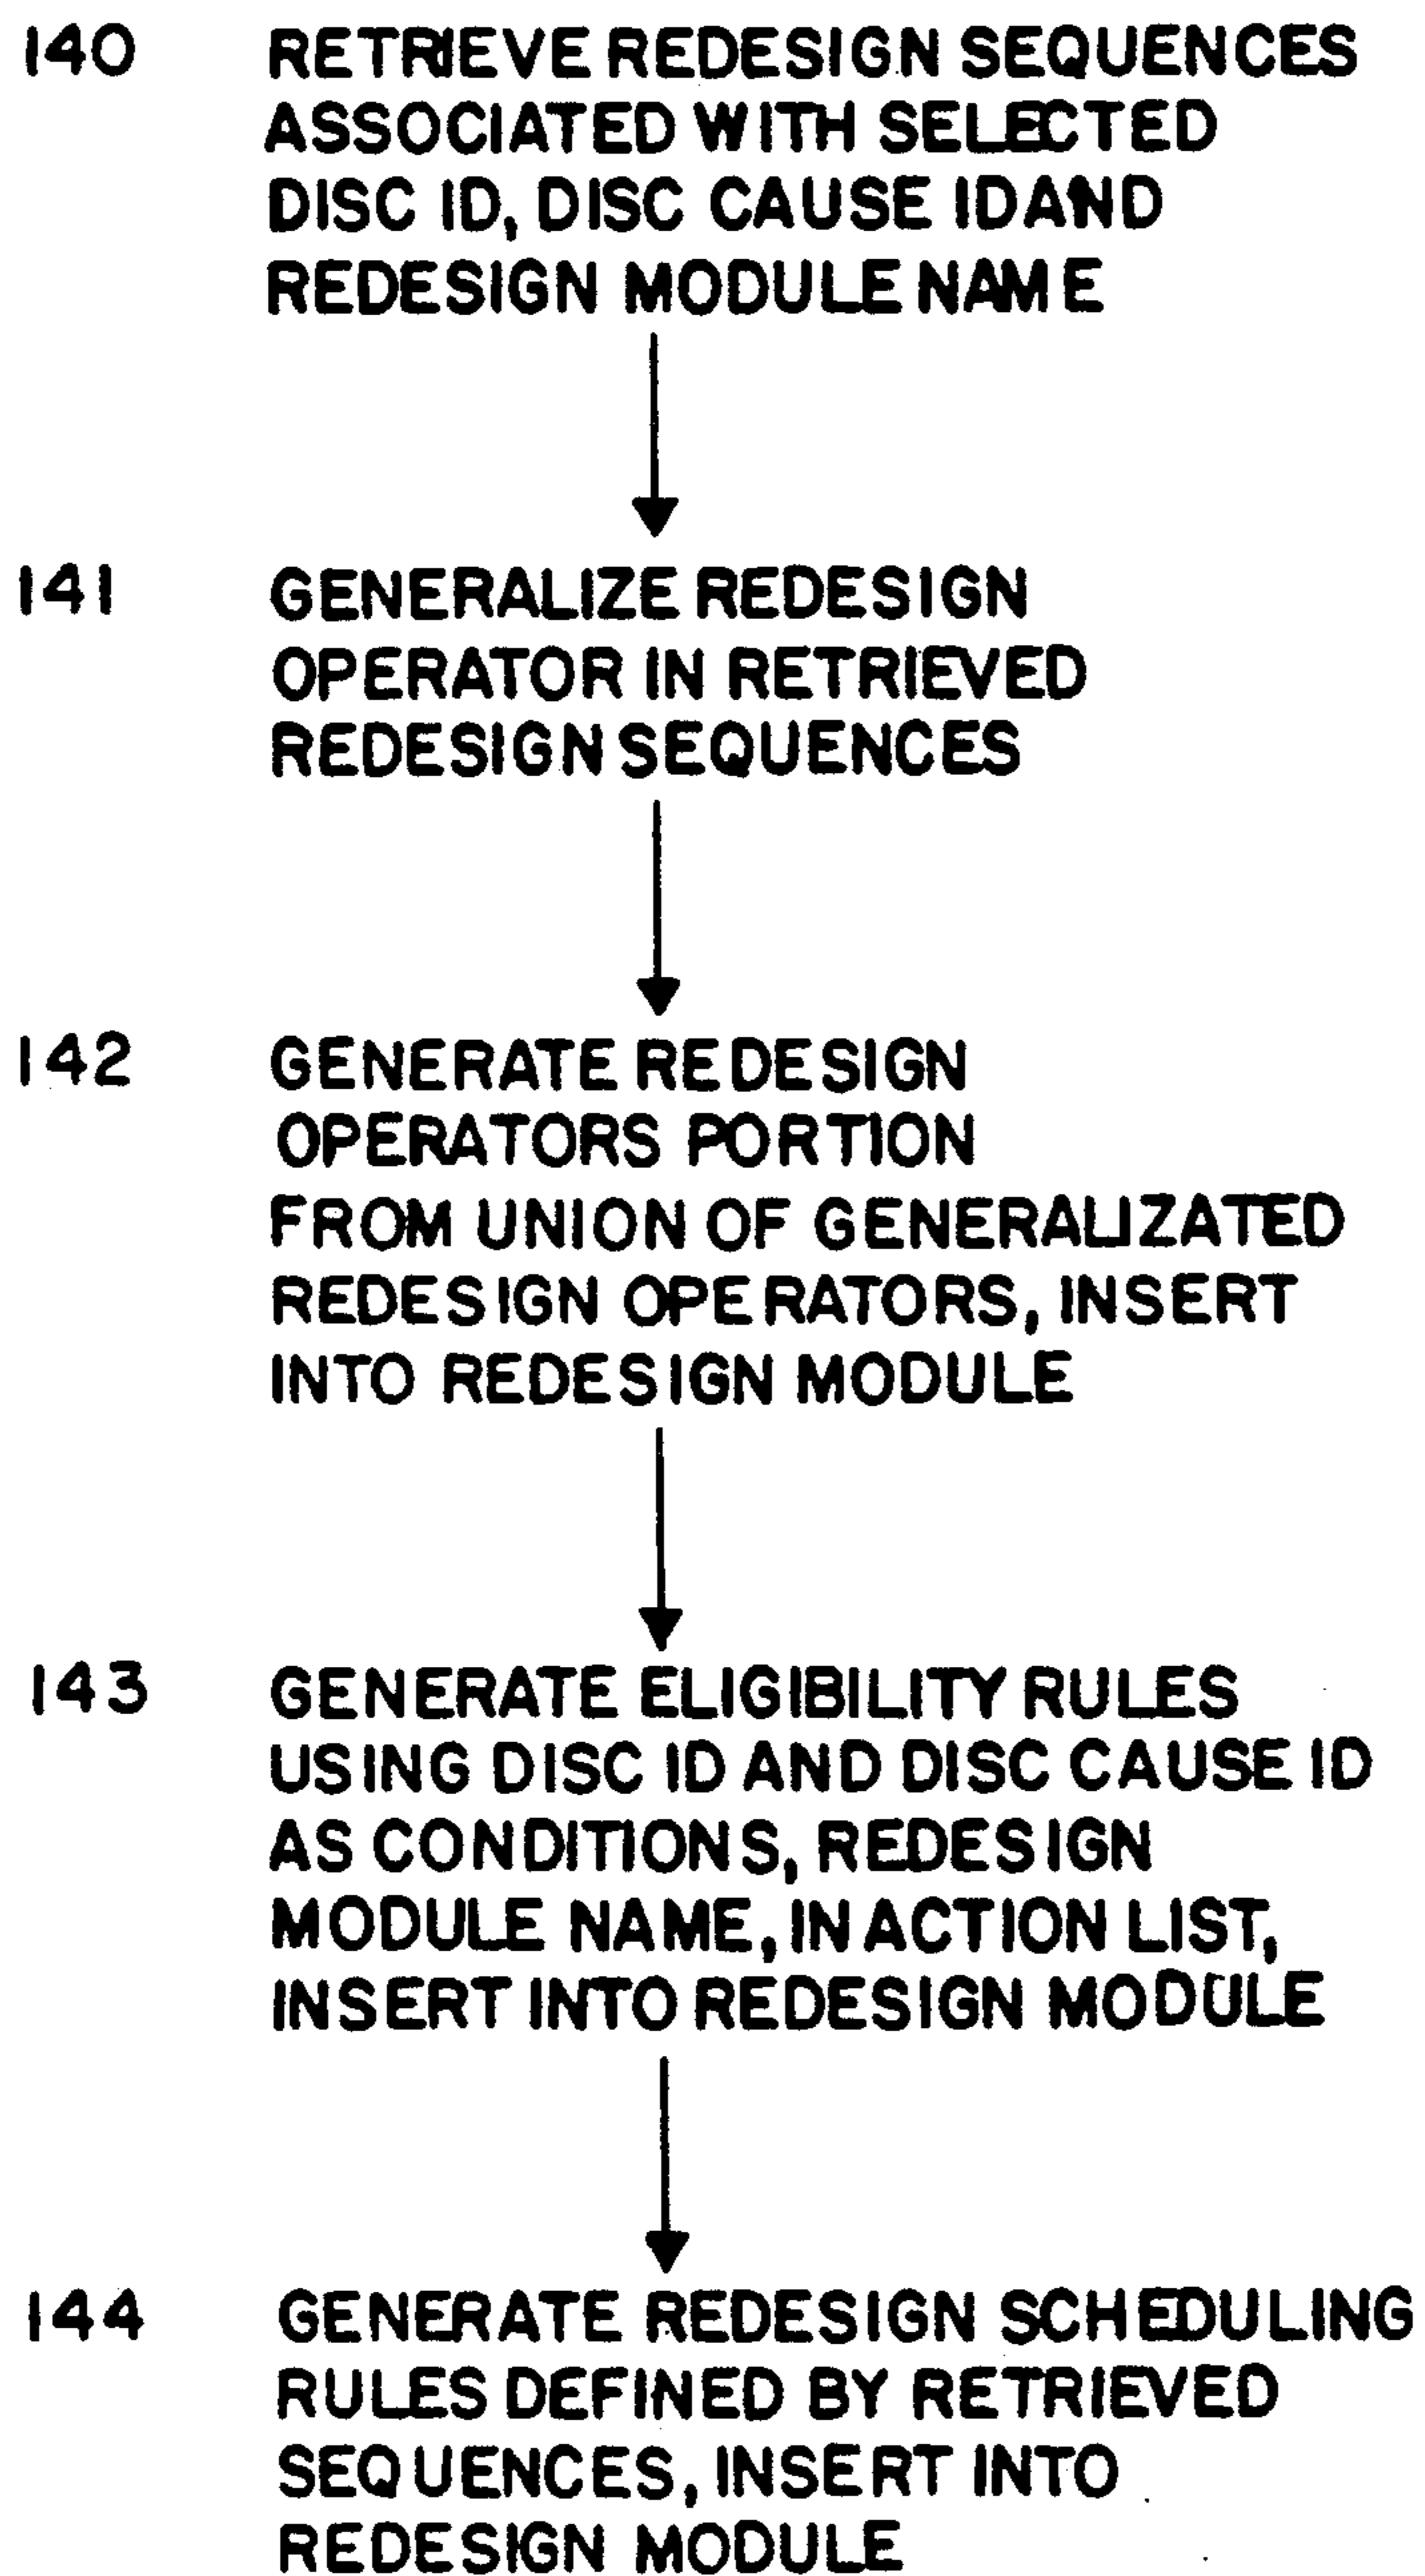 140 RETRIEVE REDESIGN SEQUENCES
ASSOCIATED WITH SELECTED
DISC ID, DISC CAUSE ID AND
REDESIGN MODULE NAME
141 GENERALIZE REDESIGN
OPERATOR IN RETRIEVED
REDESIGN SEQUENCES
142 GENERATE REDESIGN
OPERATORS PORTION
FROM UNION OF GENERALIZATED
REDESIGN OPERATORS, INSERT
INTO REDESIGN MODULE
143 GENERATE ELIGIBILITY RULES
USING DISC ID AND DISC CAUSE ID
AS CONDITIONS, REDESIGN
MODULE NAME, IN ACTION LIST,
INSERT INTO REDESIGN MODULE
144 GENERATE REDESIGN SCHEDULING
RULES DEFINED BY RETRIEVED
SEQUENCES, INSERT INTO
REDESIGN MODULE